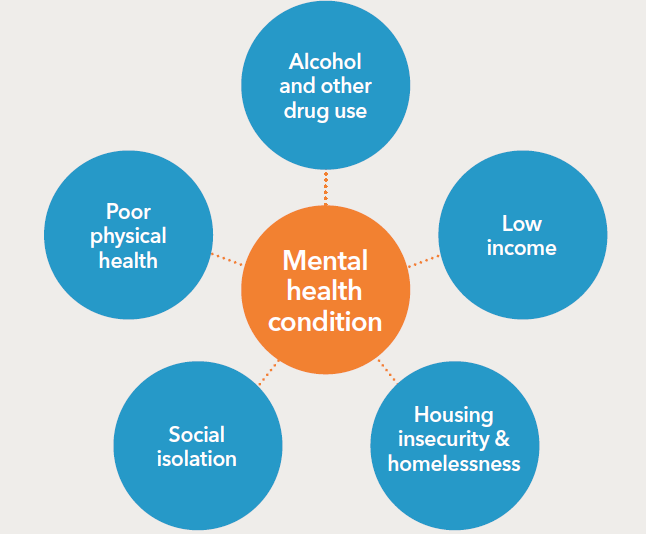 Alcohol
and other
drug use
Poor
physical
health
Low
income
Mental
health
condition
Social
isolation
Housing
insecurity &
homelessness